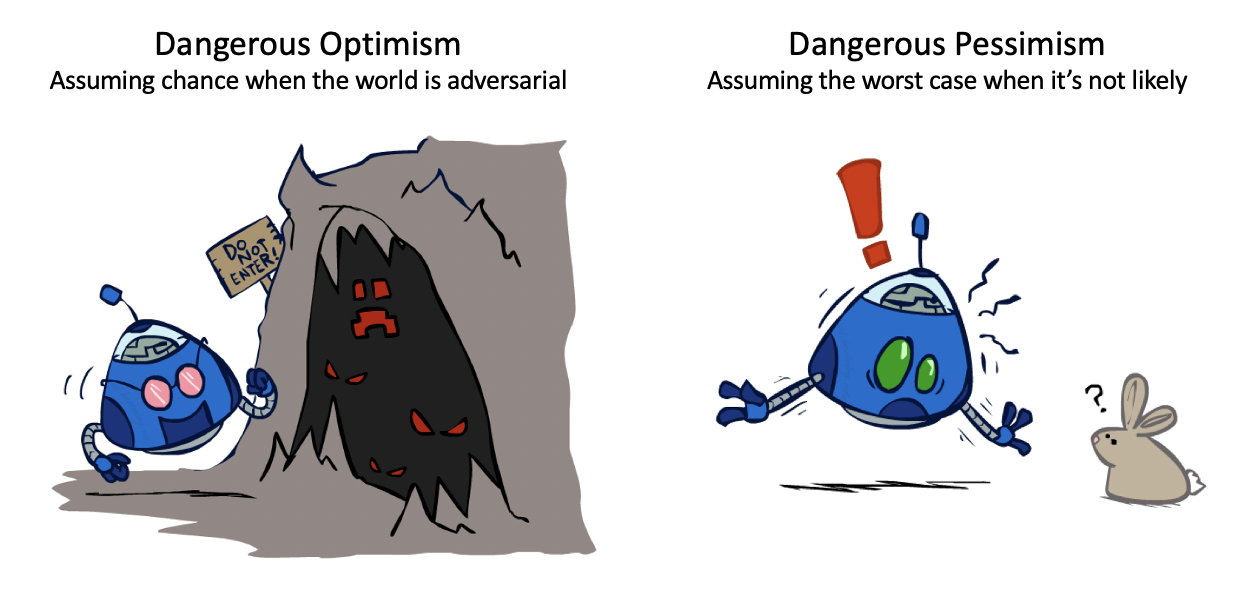 Dangerous Optimism
Assuming chance when the world is adversarial
Dangerous Pessimism
Assuming the worst case when it’s not likely
DO
NOT
ENTER!
?